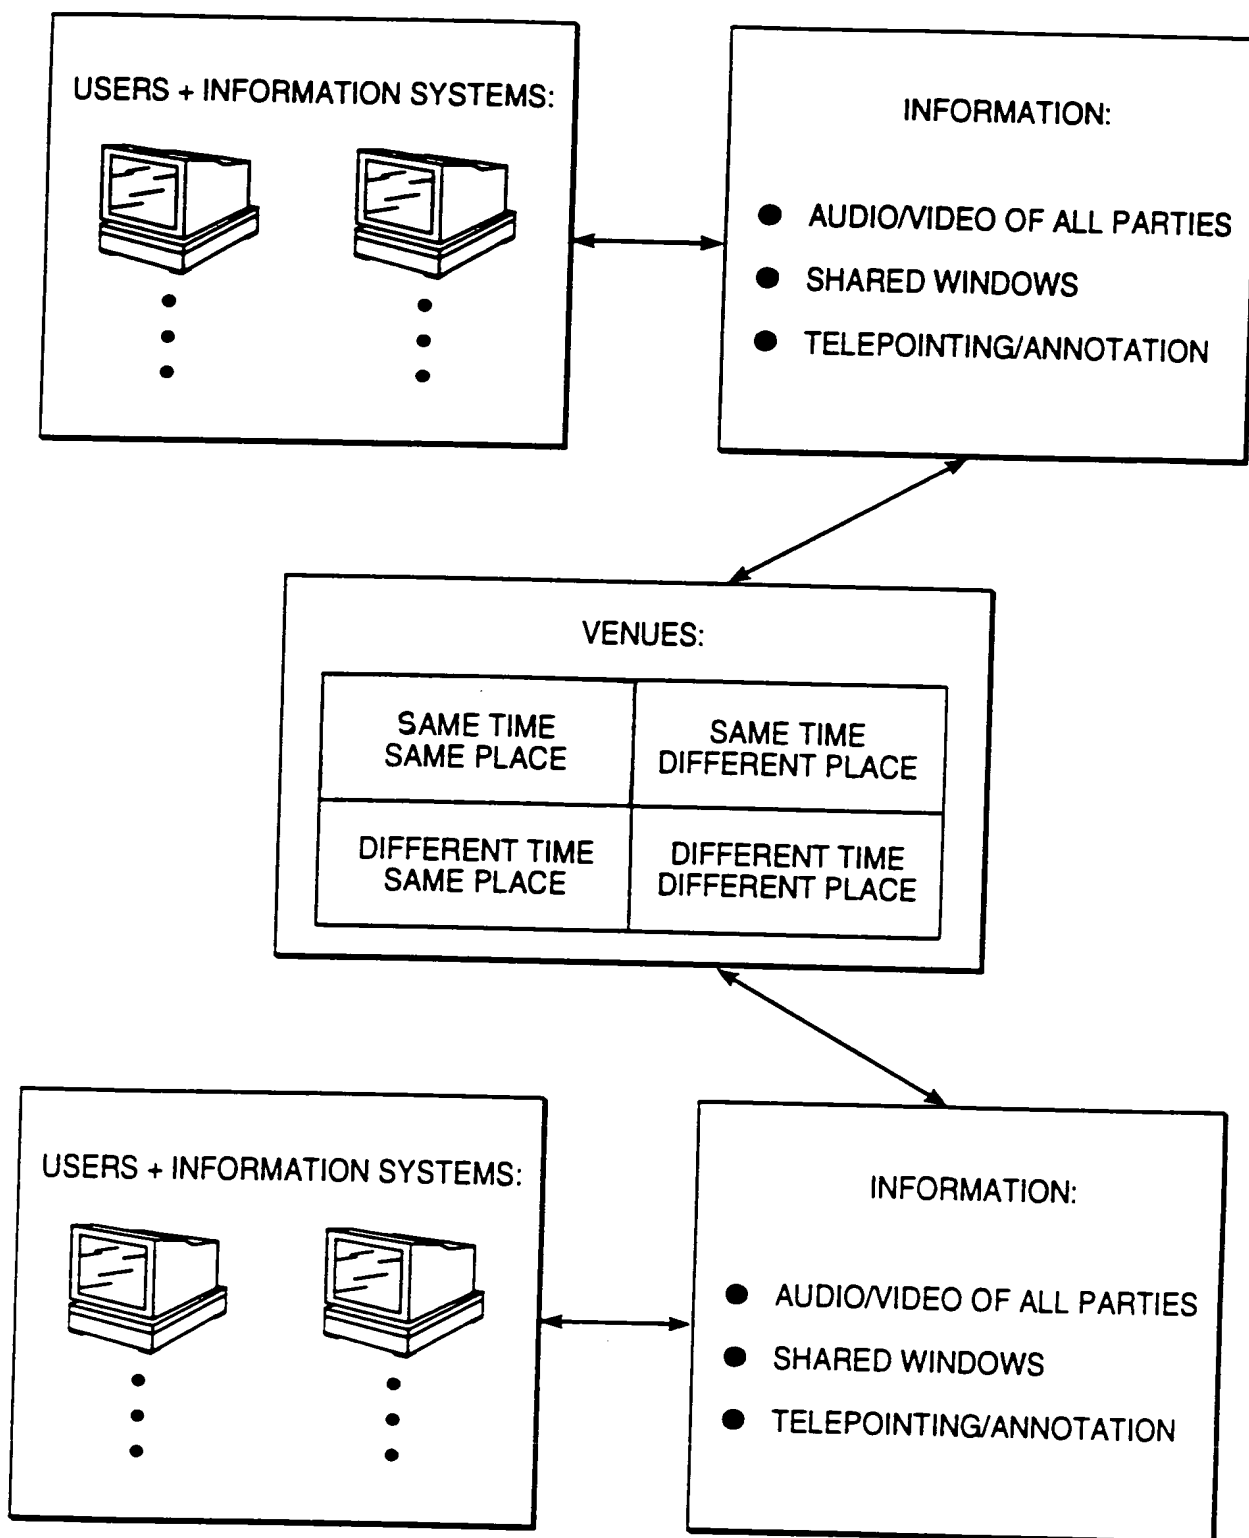 USERS + INFORMATION SYSTEMS:
INFORMATION:
● AUDIO/VIDEO OF ALL PARTIES
● SHARED WINDOWS
● TELEPOINTING/ANNOTATION
VENUES:
SAME TIME
SAME PLACE
SAME TIME
DIFFERENT PLACE
DIFFERENT TIME
SAME PLACE
DIFFERENT TIME
DIFFERENT PLACE
USERS + INFORMATION SYSTEMS:
INFORMATION:
● AUDIO/VIDEO OF ALL PARTIES
● SHARED WINDOWS
● TELEPOINTING/ANNOTATION